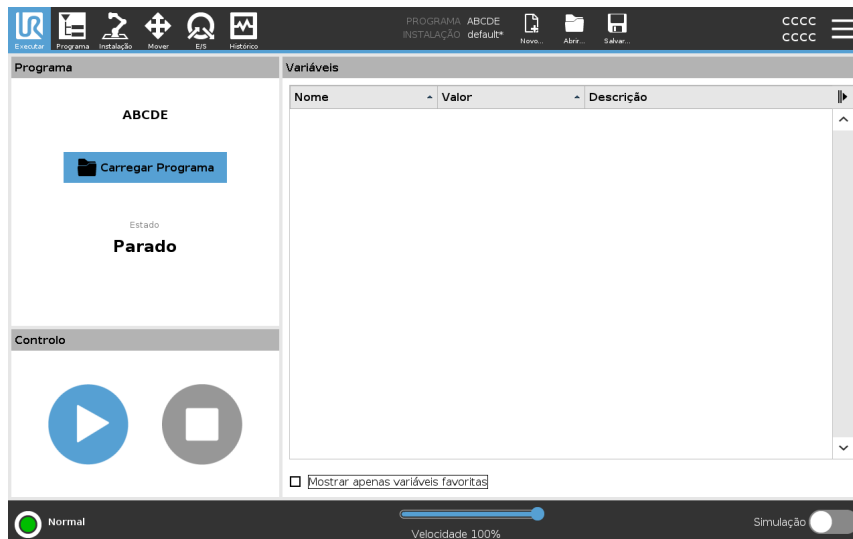 UR
Executar
Programa
Instalação
Mover
E/S
Histórico
PROGRAMA ABCDE
INSTALAÇÃO default*
Novo...
Abrir...
Salvar...
CCCC
CCCC
Programa
ABCDE
Carregar Programa
Estado
Parado
Controlo
Variáveis
Nome
Valor
Descrição
Mostrar apenas variáveis favoritas
Normal
Velocidade 100%
Simulação